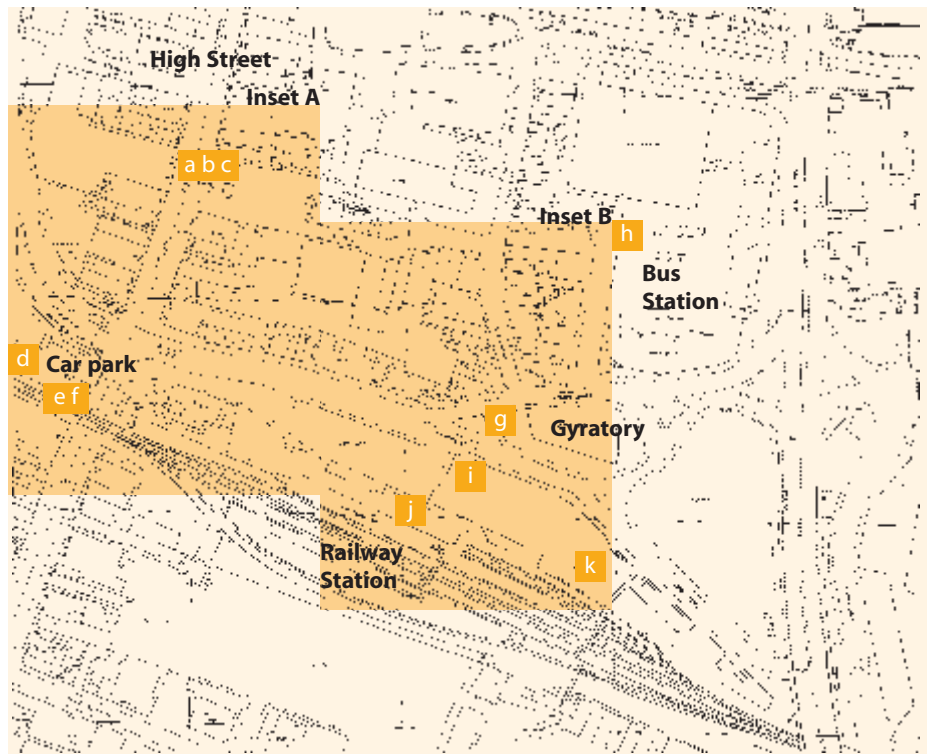 High Street
Inset A
a b c
Inset B
h
Bus
Station
d
Car park
e f
g
Gyratory
i
j
Railway
Station
k